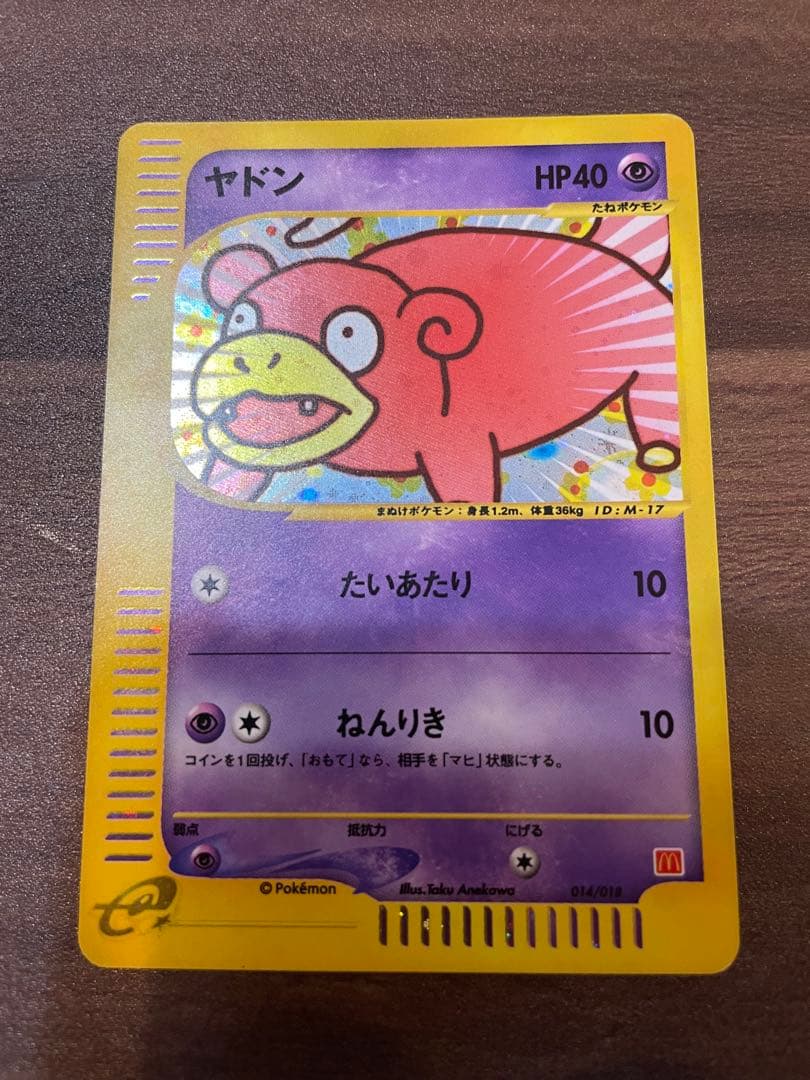 ヤドン
HP40
たねポケモン
まぬけポケモン：身長1.2m、体重36kg ID:M-17
たいあたり 10
ねんりき 10
コインを1回投げ、「おもて」なら、相手を「マヒ」状態にする。
弱点 抵抗力 にげる
©Pokémon Illus.Taku Anekawa 014/018
e